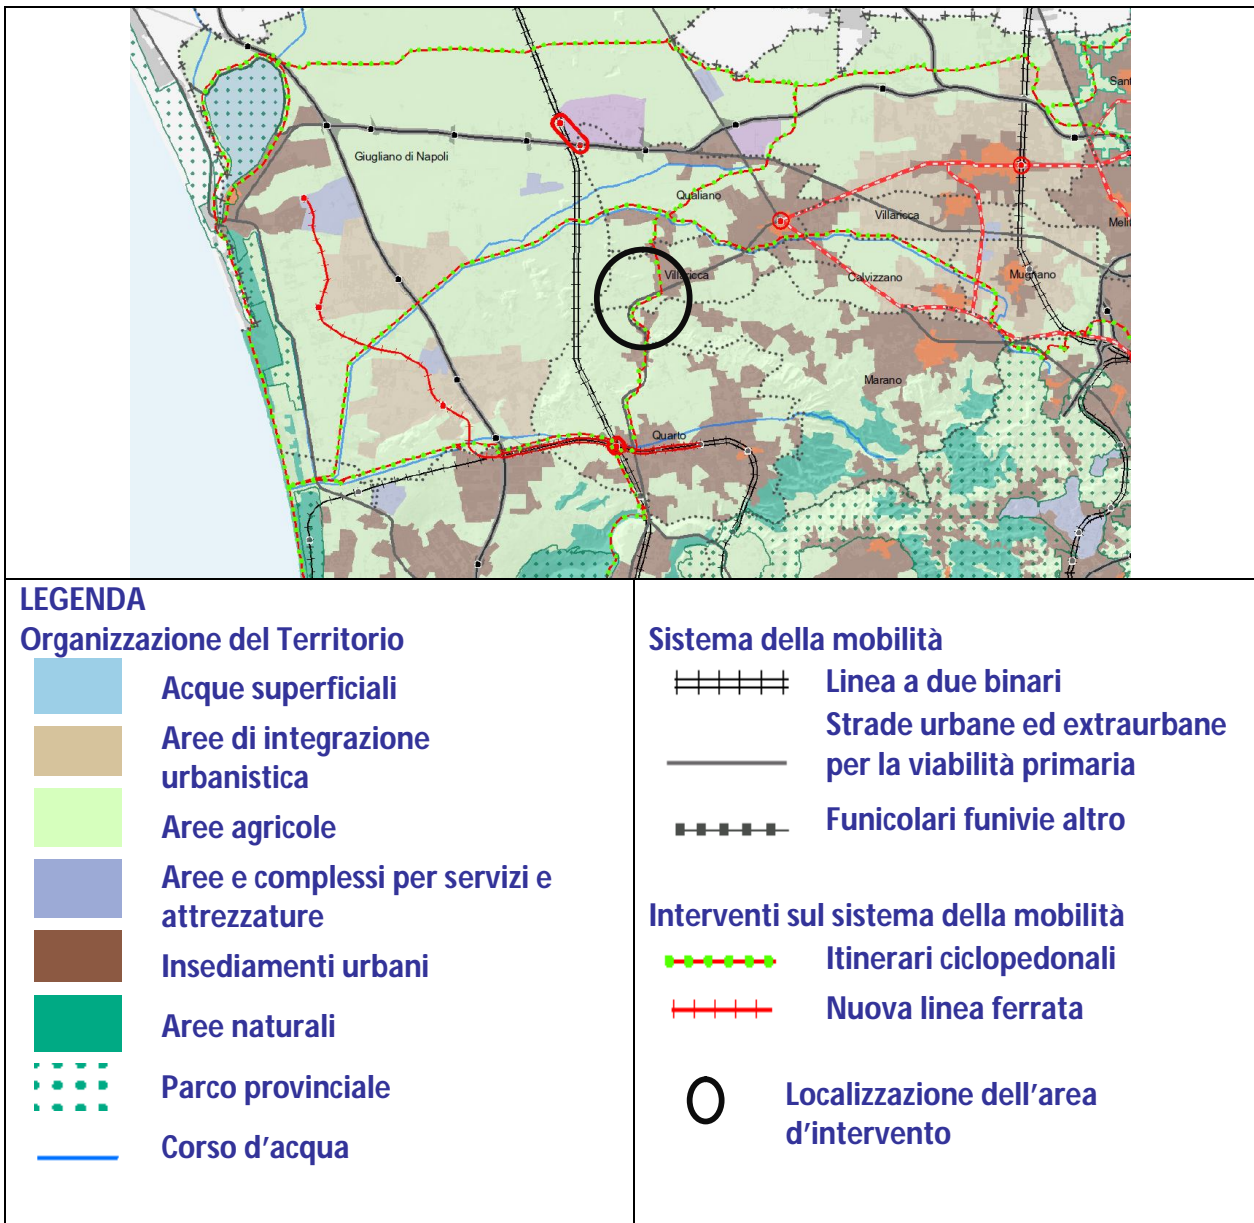 Sant
Giugliano di Napoli
Qualiano
Villaricca
Meli
Villaricca
Calvizzano
Mugnano
Marano
Quarto
LEGENDA
Organizzazione del Territorio
Acque superficiali
Aree di integrazione
urbanistica
Aree agricole
Aree e complessi per servizi e
attrezzature
Insediamenti urbani
Aree naturali
Parco provinciale
Corso d'acqua
Sistema della mobilità
Linea a due binari
Strade urbane ed extraurbane
per la viabilità primaria
Funicolari funivie altro
Interventi sul sistema della mobilità
Itinerari ciclopedonali
Nuova linea ferrata
Localizzazione dell'area
d'intervento